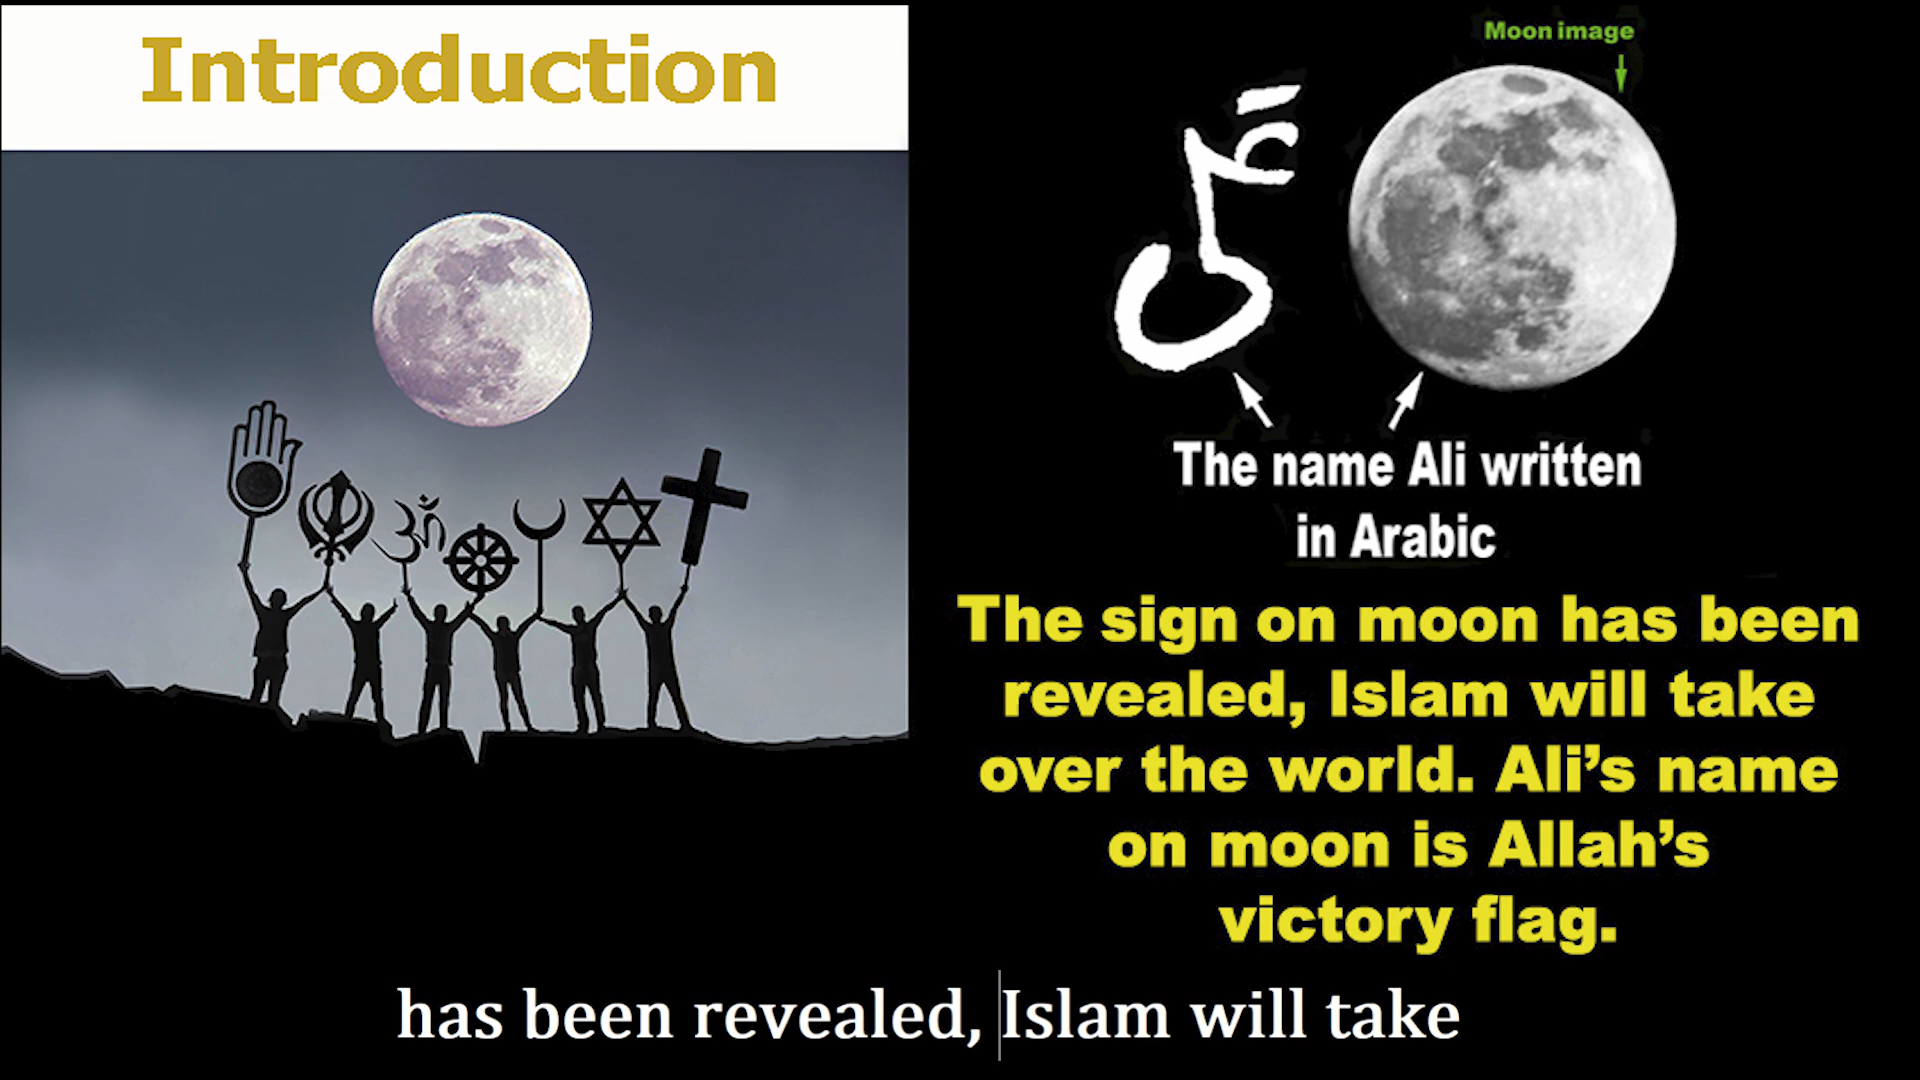 Introduction
Moon image
علي
The name Ali written
in Arabic
The sign on moon has been
revealed, Islam will take
over the world. Ali’s name
on moon is Allah’s
victory flag.
has been revealed, Islam will take